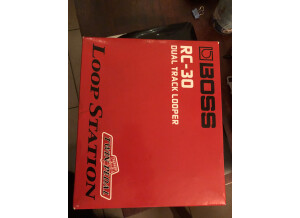 BOSS
RC-30
DUAL TRACK LOOPER
LOOP STATION